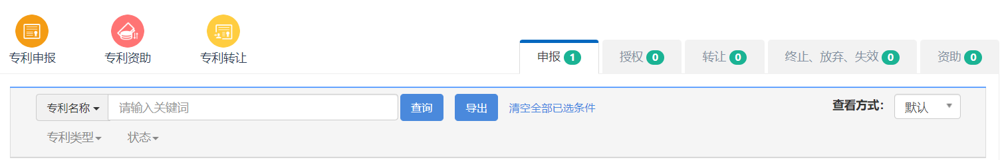 专利申报 专利资助 专利转让
申报 1 授权 0 转让 0 终止、放弃、失效 0 资助 0
专利名称 请输入关键词 查询 导出 清空全部已选条件 查看方式： 默认
专利类型 状态